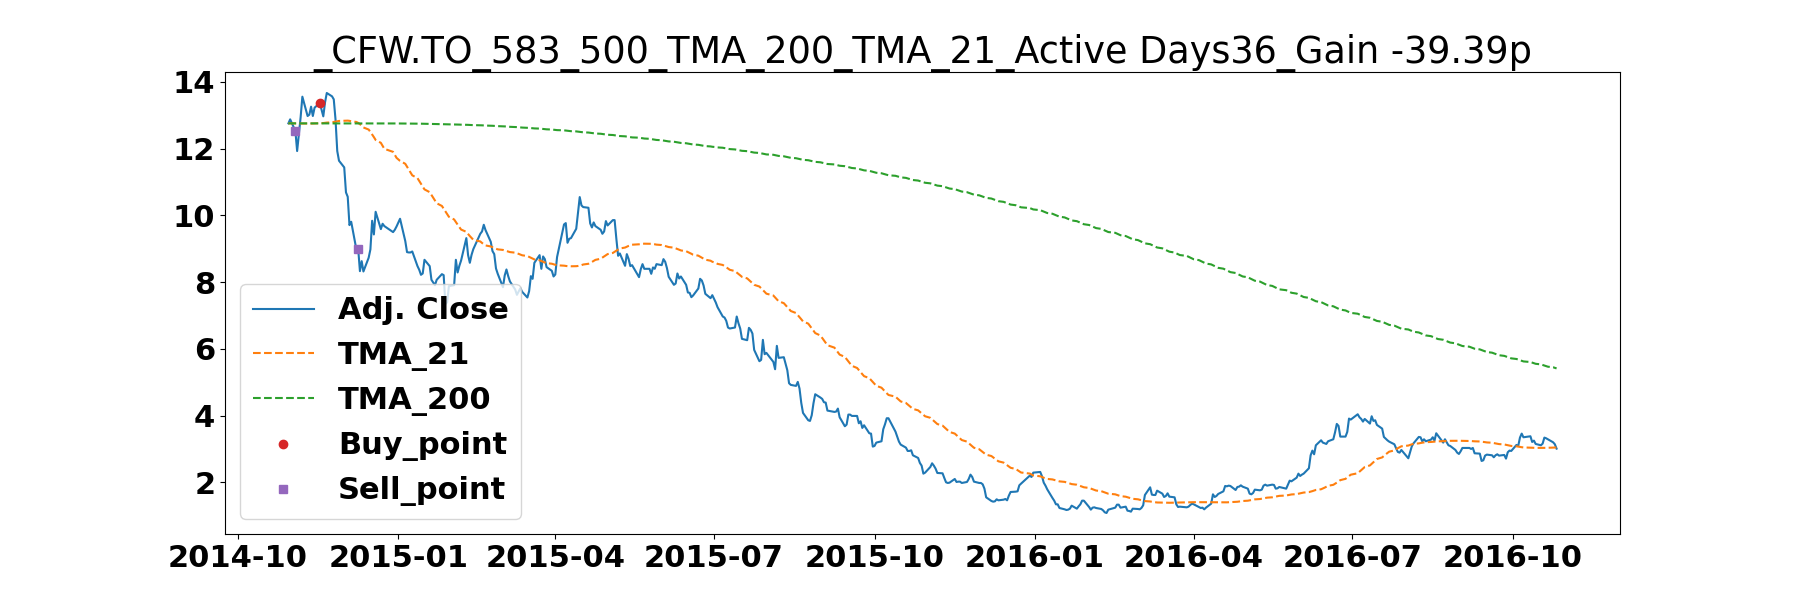 _CFW.TO_583_500_TMA_200_TMA_21_Active Days36_Gain -39.39p
14
12
10
8
6
4
2
Adj. Close
TMA_21
TMA_200
Buy_point
Sell_point
2014-10 2015-01 2015-04 2015-07 2015-10 2016-01 2016-04 2016-07 2016-10